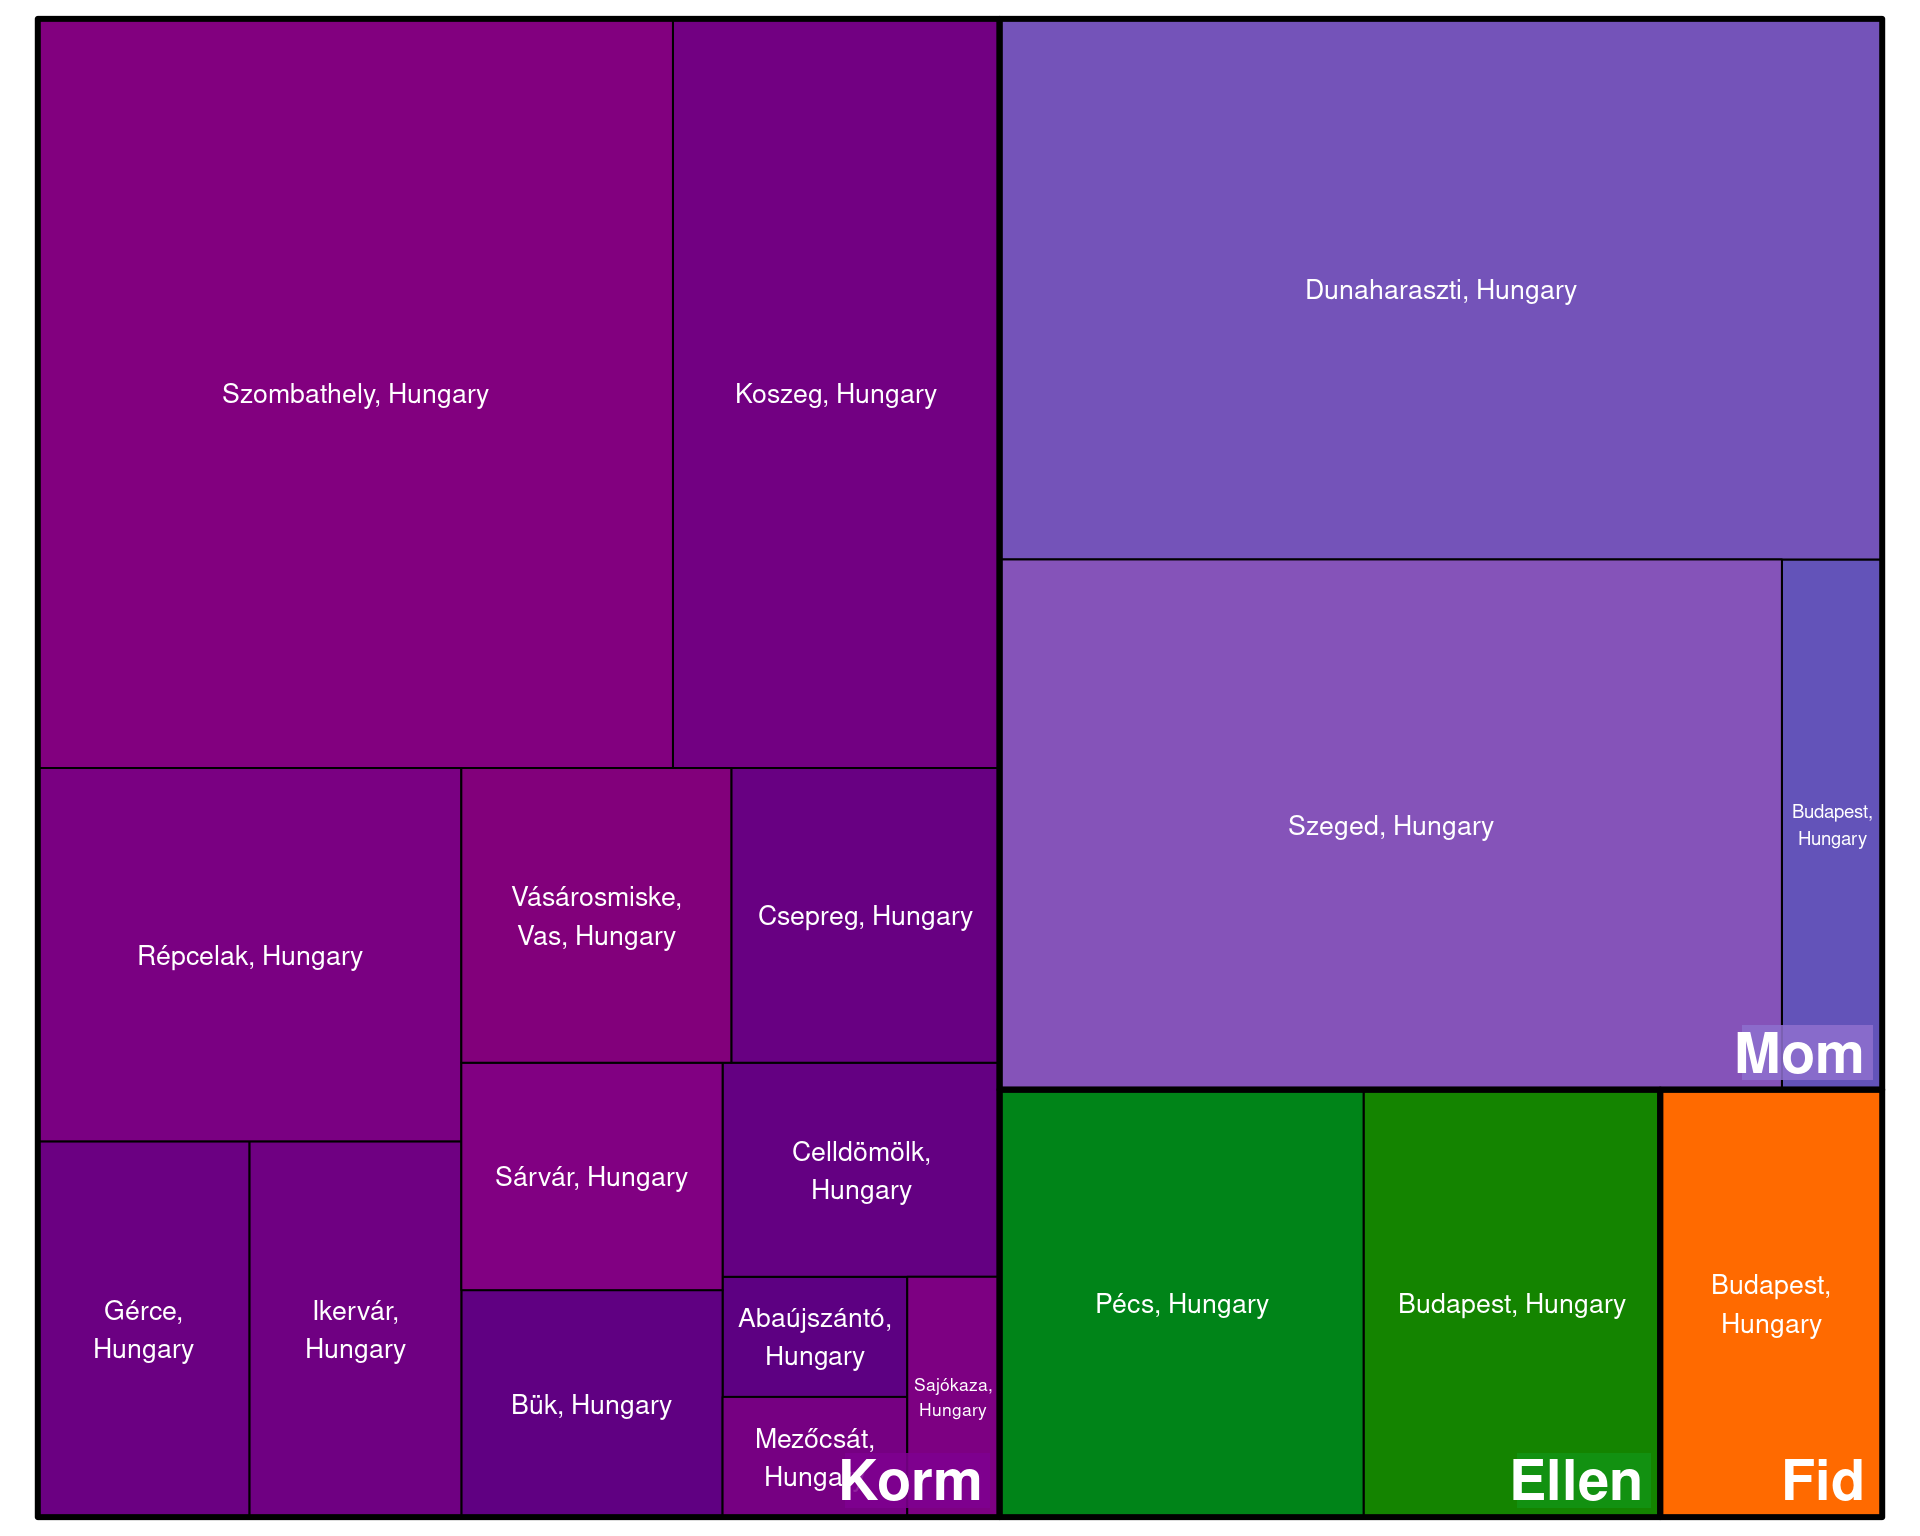 Szombathely, Hungary
Koszeg, Hungary
Dunaharaszti, Hungary
Szeged, Hungary
Budapest,
Hungary
Mom
Répcelak, Hungary
Vásárosmiske,
Vas, Hungary
Csepreg, Hungary
Sárvár, Hungary
Celldömölk,
Hungary
Gérce,
Hungary
Ikervár,
Hungary
Bük, Hungary
Abaújszántó,
Hungary
Sajókaza,
Hungary
Mezőcsát,
Hunga
Korm
Pécs, Hungary
Budapest, Hungary
Ellen
Budapest,
Hungary
Fid